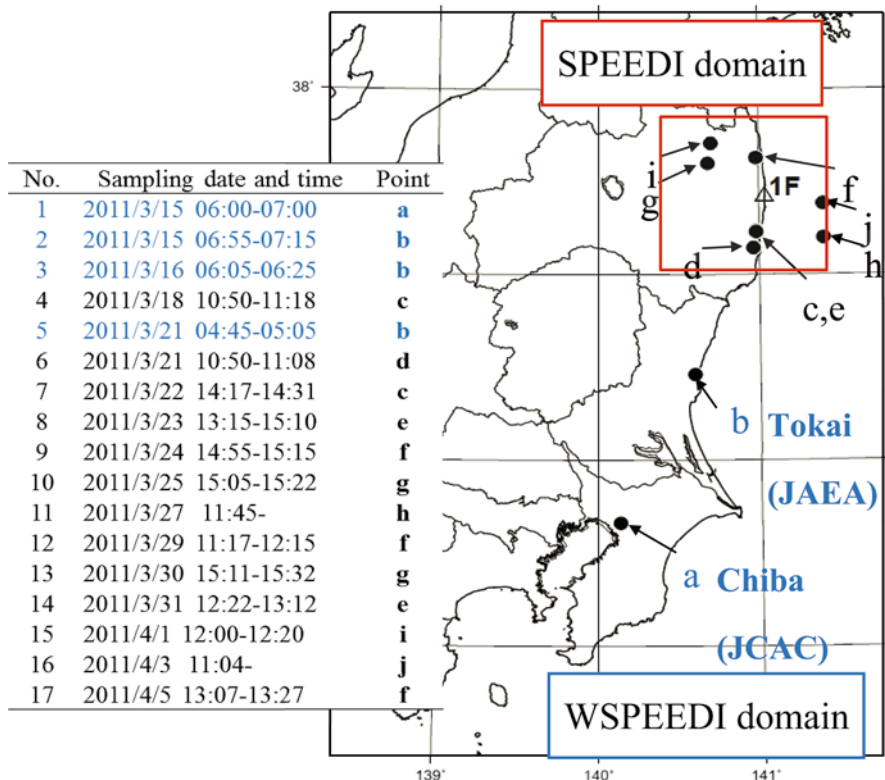 SPEEDI domain
38°
No. Sampling date and time Point
1 2011/3/15 06:00-07:00 a
2 2011/3/15 06:55-07:15 b
3 2011/3/16 06:05-06:25 b
4 2011/3/18 10:50-11:18 c
5 2011/3/21 04:45-05:05 b
6 2011/3/21 10:50-11:08 d
7 2011/3/22 14:17-14:31 c
8 2011/3/23 13:15-15:10 e
9 2011/3/24 14:55-15:15 f
10 2011/3/25 15:05-15:22 g
11 2011/3/27 11:45- h
12 2011/3/29 11:17-12:15 f
13 2011/3/30 15:11-15:32 g
14 2011/3/31 12:22-13:12 e
15 2011/4/1 12:00-12:20 i
16 2011/4/3 11:04- j
17 2011/4/5 13:07-13:27 f
i
g
1F
f
j
h
d
c,e
b Tokai
(JAEA)
a Chiba
(JCAC)
WSPEEDI domain
139° 140° 141°